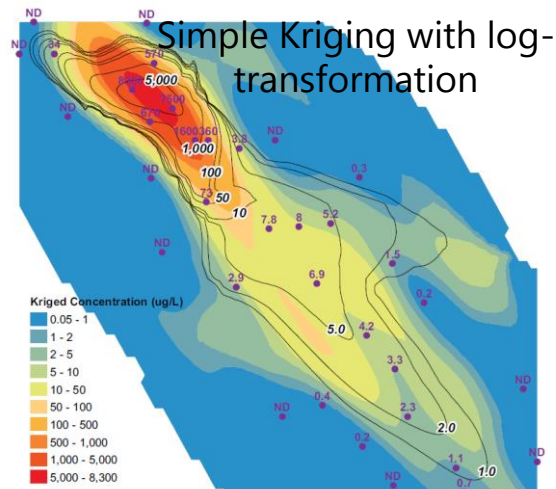 Simple Kriging with log-
transformation
ND
ND
34
570
5,000
7600
ND
670
1600
360
3.8
ND
1,000
100
ND
0.3
73
50
10
7.8
8
5.2
ND
1.5
2.9
6.9
0.2
5.0
4.2
3.3
ND
0.4
ND
2.3
2.0
0.2
ND
1.1
1.0
0.7
ND
Kriged Concentration (ug/L)
0.05 - 1
1 - 2
2 - 5
5 - 10
10 - 50
50 - 100
100 - 500
500 - 1,000
1,000 - 5,000
5,000 - 8,300